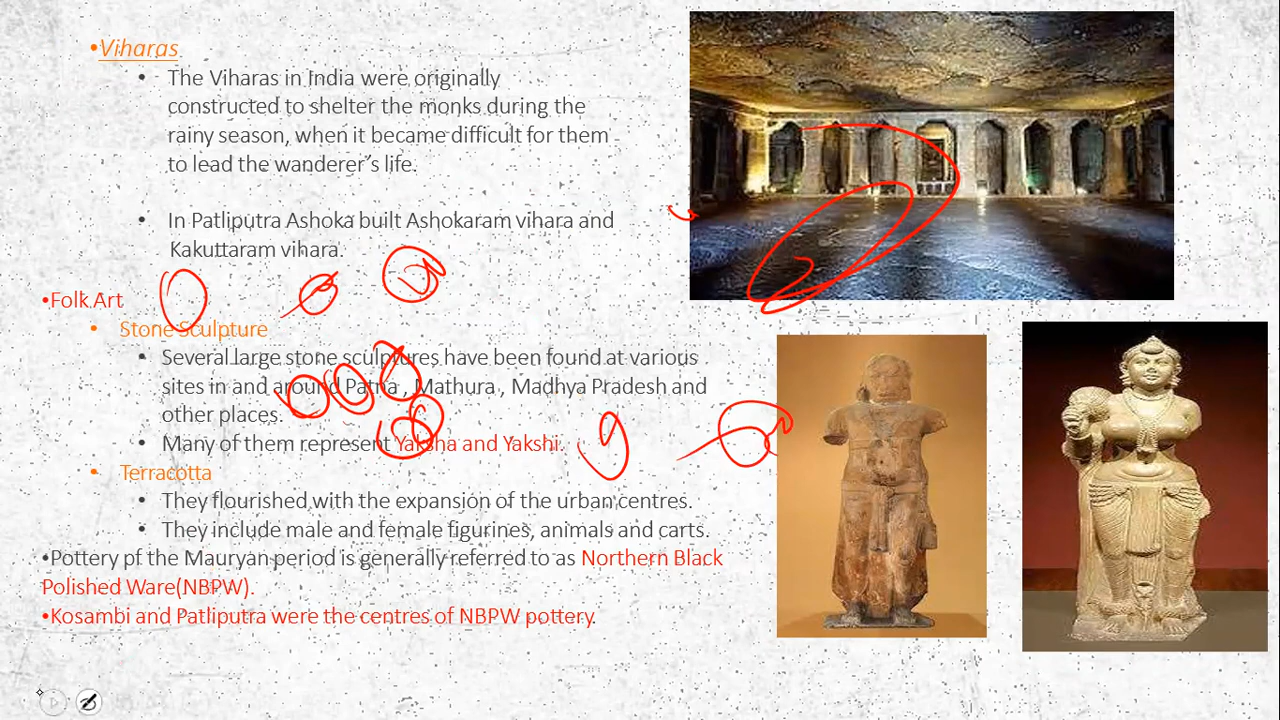 •Viharas
• The Viharas in India were originally
constructed to shelter the monks during the
rainy season, when it became difficult for them
to lead the wanderer’s life.
• In Patliputra Ashoka built Ashokaram vihara and
Kakuttaram vihara.
•Folk Art
• Stone Sculpture
• Several large stone sculptures have been found at various
sites in and around Patna , Mathura , Madhya Pradesh and
other places.
• Many of them represent Yaksha and Yakshi.
• Terracotta
• They flourished with the expansion of the urban centres.
• They include male and female figurines, animals and carts.
•Pottery pf the Mauryan period is generally referred to as Northern Black
Polished Ware(NBPW).
•Kosambi and Patliputra were the centres of NBPW pottery.